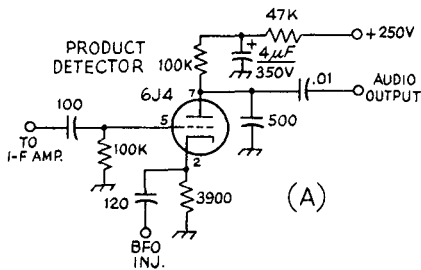 47K
+250V
PRODUCT
DETECTOR
100K
+
4µF
350V
6J4
7
.01
AUDIO
OUTPUT
100
5
500
TO
I-F AMP.
100K
2
120
3900
(A)
BFO
INJ.